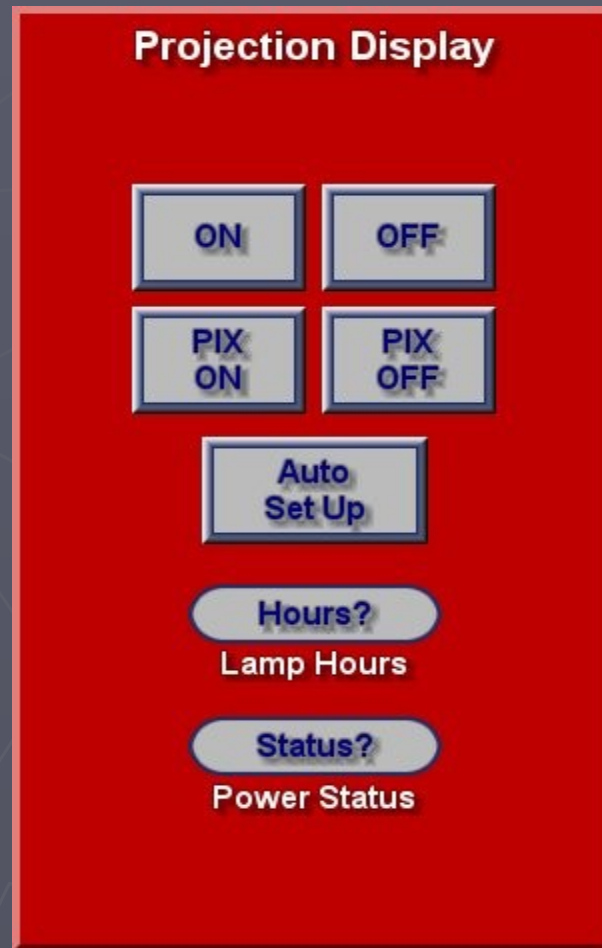 Projection Display
ON OFF
PIX PIX
ON OFF
Auto
Set Up
Hours?
Lamp Hours
Status?
Power Status